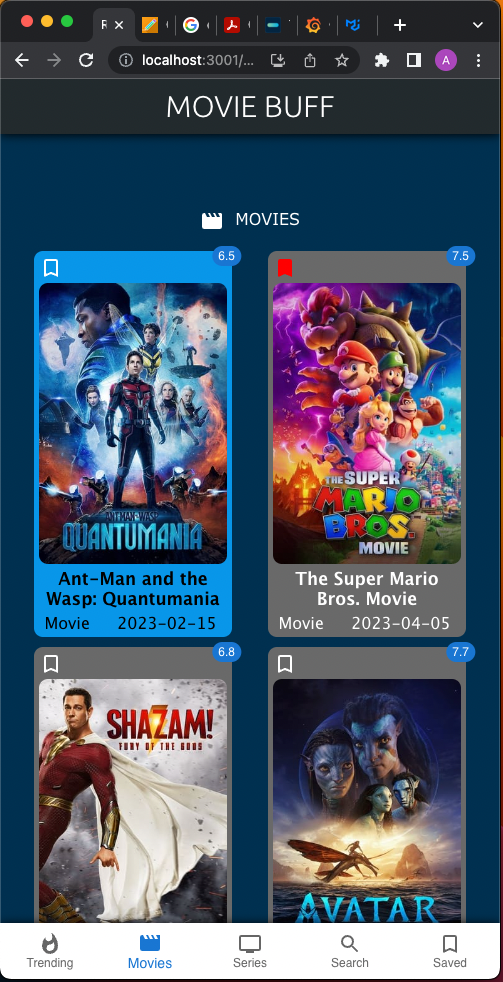 localhost:3001/...
A
MOVIE BUFF
MOVIES
6.5
7.5
ANT-MAN AND THE WASP
QUANTUMANIA
THE SUPER
MARIO
BROS.
MOVIE
Ant-Man and the
Wasp: Quantumania
Movie 2023-02-15
The Super Mario
Bros. Movie
Movie 2023-04-05
6.8
7.7
SHAZAM!
FURY OF THE GODS
AVATAR
Trending
Movies
Series
Search
Saved